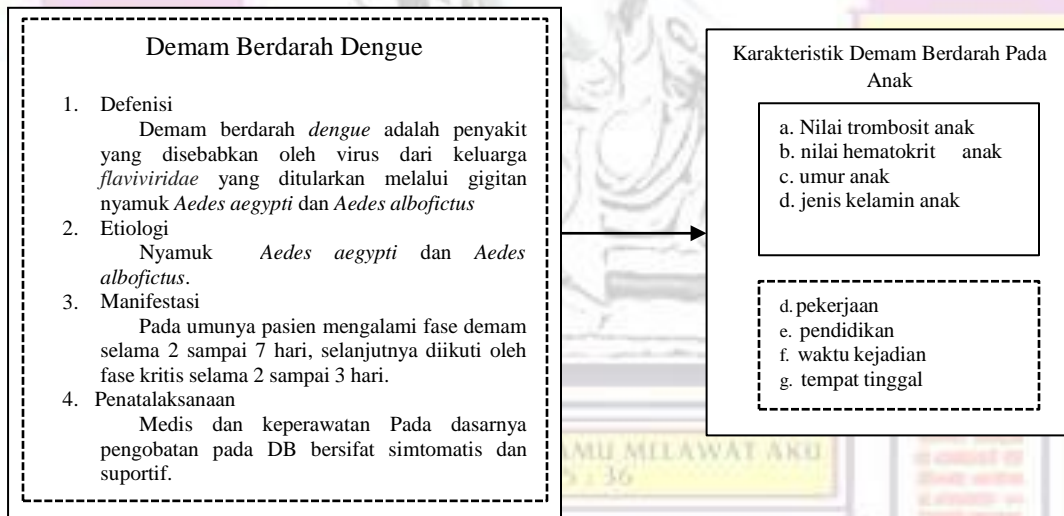 Demam Berdarah Dengue
1. Defenisi
Demam berdarah dengue adalah penyakit
yang disebabkan oleh virus dari keluarga
flaviviridae yang ditularkan melalui gigitan
nyamuk Aedes aegypti dan Aedes albofictus
2. Etiologi
Nyamuk Aedes aegypti dan Aedes
albofictus.
3. Manifestasi
Pada umunya pasien mengalami fase demam
selama 2 sampai 7 hari, selanjutnya diikuti oleh
fase kritis selama 2 sampai 3 hari.
4. Penatalaksanaan
Medis dan keperawatan Pada dasarnya
pengobatan pada DB bersifat simtomatis dan
suportif.
Karakteristik Demam Berdarah Pada
Anak
a. Nilai trombosit anak
b. nilai hematokrit anak
c. umur anak
d. jenis kelamin anak
d. pekerjaan
e. pendidikan
f. waktu kejadian
g. tempat tinggal
AMU MELAWAT AKU
: 36